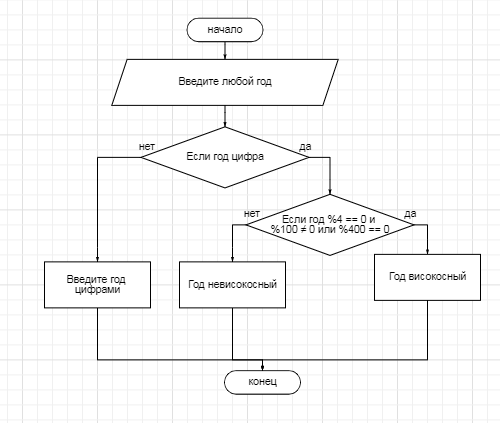 начало
Введите любой год
нет
Если год цифра
да
нет
Если год %4 == 0 и
%100 ≠ 0 или %400 == 0
да
Введите год
цифрами
Год невисокосный
Год високосный
конец